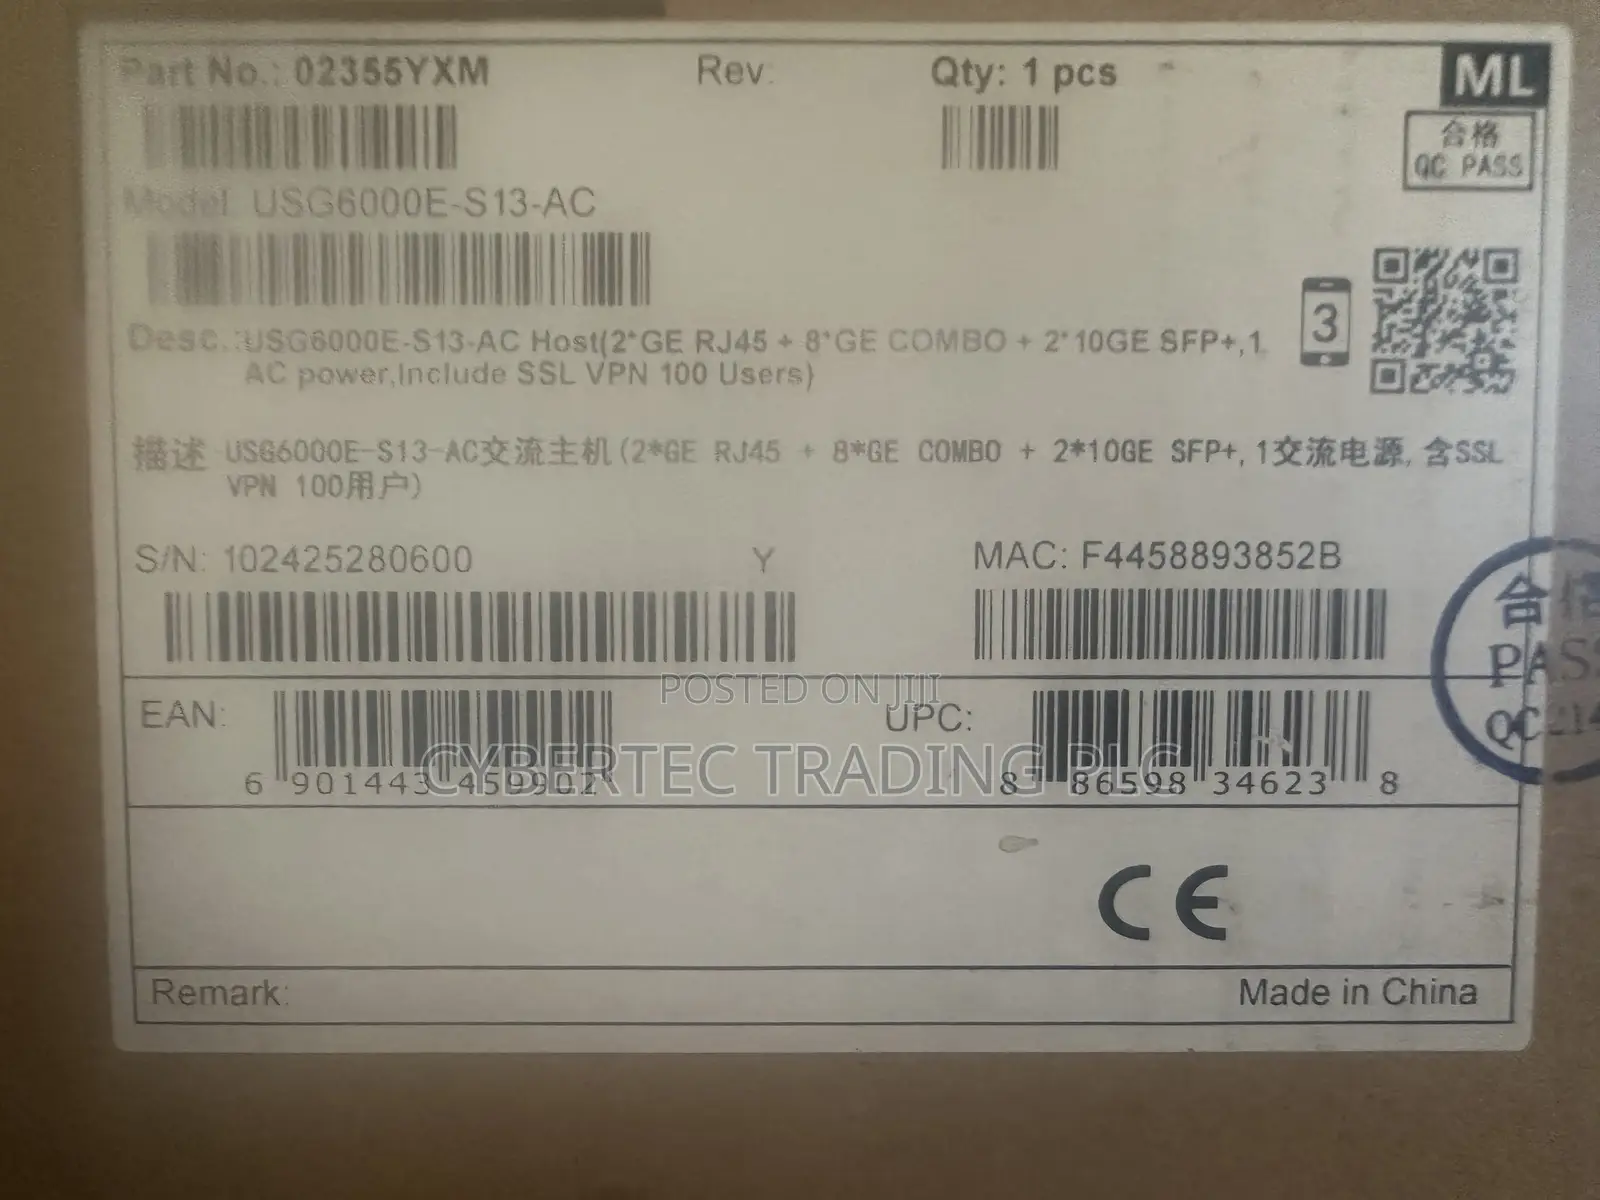 Part No.: 02355YXM
Rev:
Qty: 1 pcs
ML
合格
QC PASS
Model: USG6000E-S13-AC
3
Desc.:USG6000E-S13-AC Host(2*GE RJ45 + 8*GE COMBO + 2*10GE SFP+,1
AC power,Include SSL VPN 100 Users)
描述 USG6000E-S13-AC交流主机(2*GE RJ45 + 8*GE COMBO + 2*10GE SFP+,1交流电源,含SSL
VPN 100用户)
S/N: 102425280600
Y
MAC: F4458893852B
合格
PASS
QC214
EAN:
6 901443 459902
POSTED ON JIJI
UPC:
CYBERTEC TRADING PLC
8 86598 34623 8
CE
Remark:
Made in China